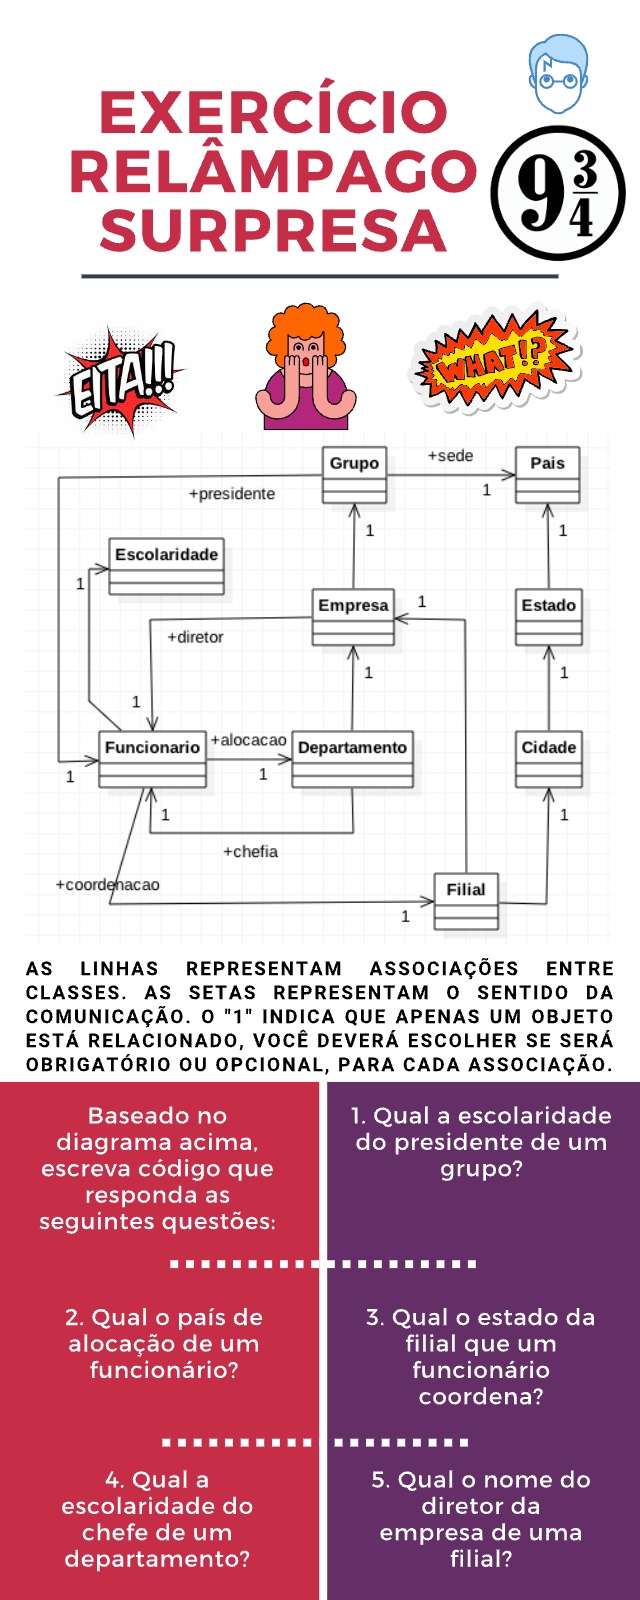 EXERCÍCIO
RELÂMPAGO
SURPRESA
9 3/4
EITA!!!
WHAT!?
Grupo
+sede
1
Pais
+presidente
1
1
Escolaridade
1
Empresa
1
Estado
+diretor
1
1
1
Funcionario
+alocacao
1
Departamento
Cidade
1
1
1
+chefia
+coordenacao
Filial
1
AS LINHAS REPRESENTAM ASSOCIAÇÕES ENTRE
CLASSES. AS SETAS REPRESENTAM O SENTIDO DA
COMUNICAÇÃO. O "1" INDICA QUE APENAS UM OBJETO
ESTÁ RELACIONADO, VOCÊ DEVERÁ ESCOLHER SE SERÁ
OBRIGATÓRIO OU OPCIONAL, PARA CADA ASSOCIAÇÃO.
Baseado no
diagrama acima,
escreva código que
responda as
seguintes questões:
1. Qual a escolaridade
do presidente de um
grupo?
2. Qual o país de
alocação de um
funcionário?
3. Qual o estado da
filial que um
funcionário
coordena?
4. Qual a
escolaridade do
chefe de um
departamento?
5. Qual o nome do
diretor da
empresa de uma
filial?